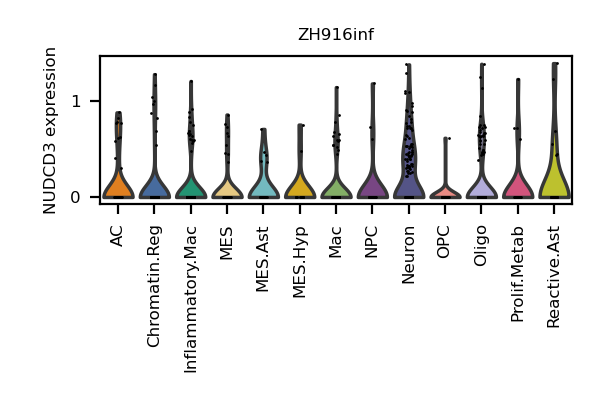 ZH916inf
NUDCD3 expression
1
0
AC
Chromatin.Reg
Inflammatory.Mac
MES
MES.Ast
MES.Hyp
Mac
NPC
Neuron
OPC
Oligo
Prolif.Metab
Reactive.Ast